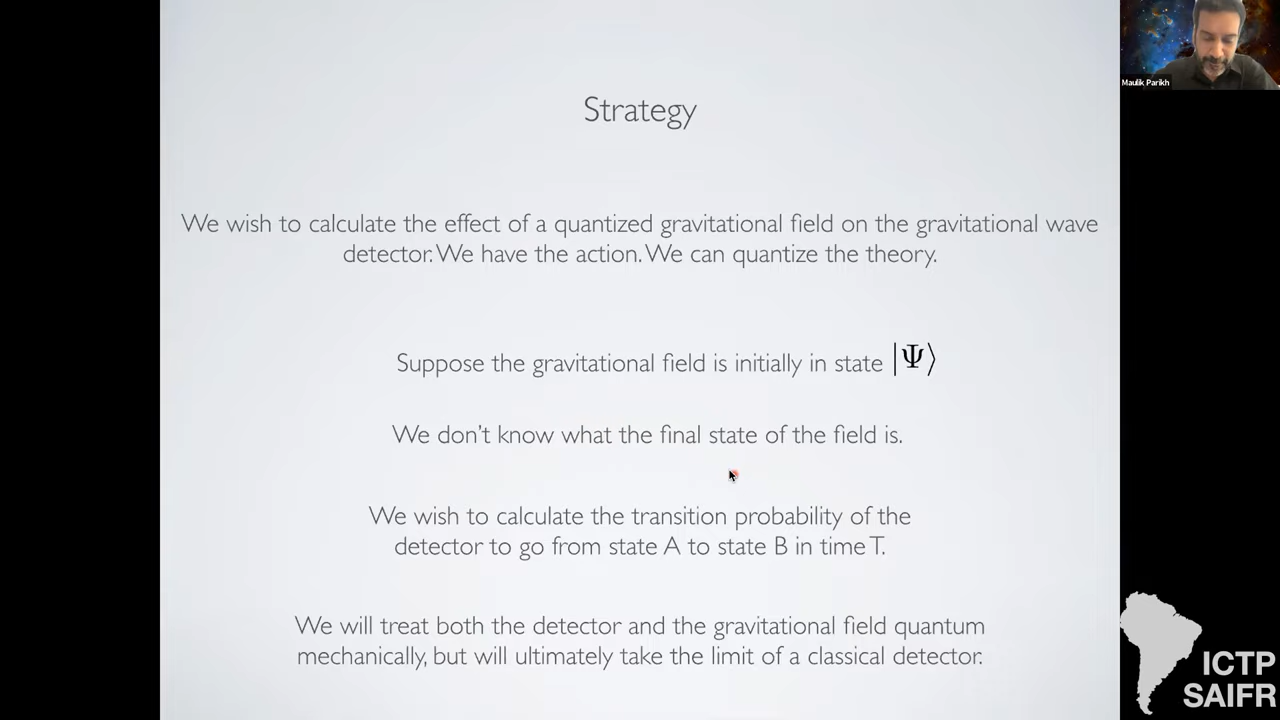 Strategy
We wish to calculate the effect of a quantized gravitational field on the gravitational wave
detector. We have the action. We can quantize the theory.
Suppose the gravitational field is initially in state |Ψ⟩
We don't know what the final state of the field is.
We wish to calculate the transition probability of the
detector to go from state A to state B in time T.
We will treat both the detector and the gravitational field quantum
mechanically, but will ultimately take the limit of a classical detector.
Maulik Parikh
ICTP
SAIFR